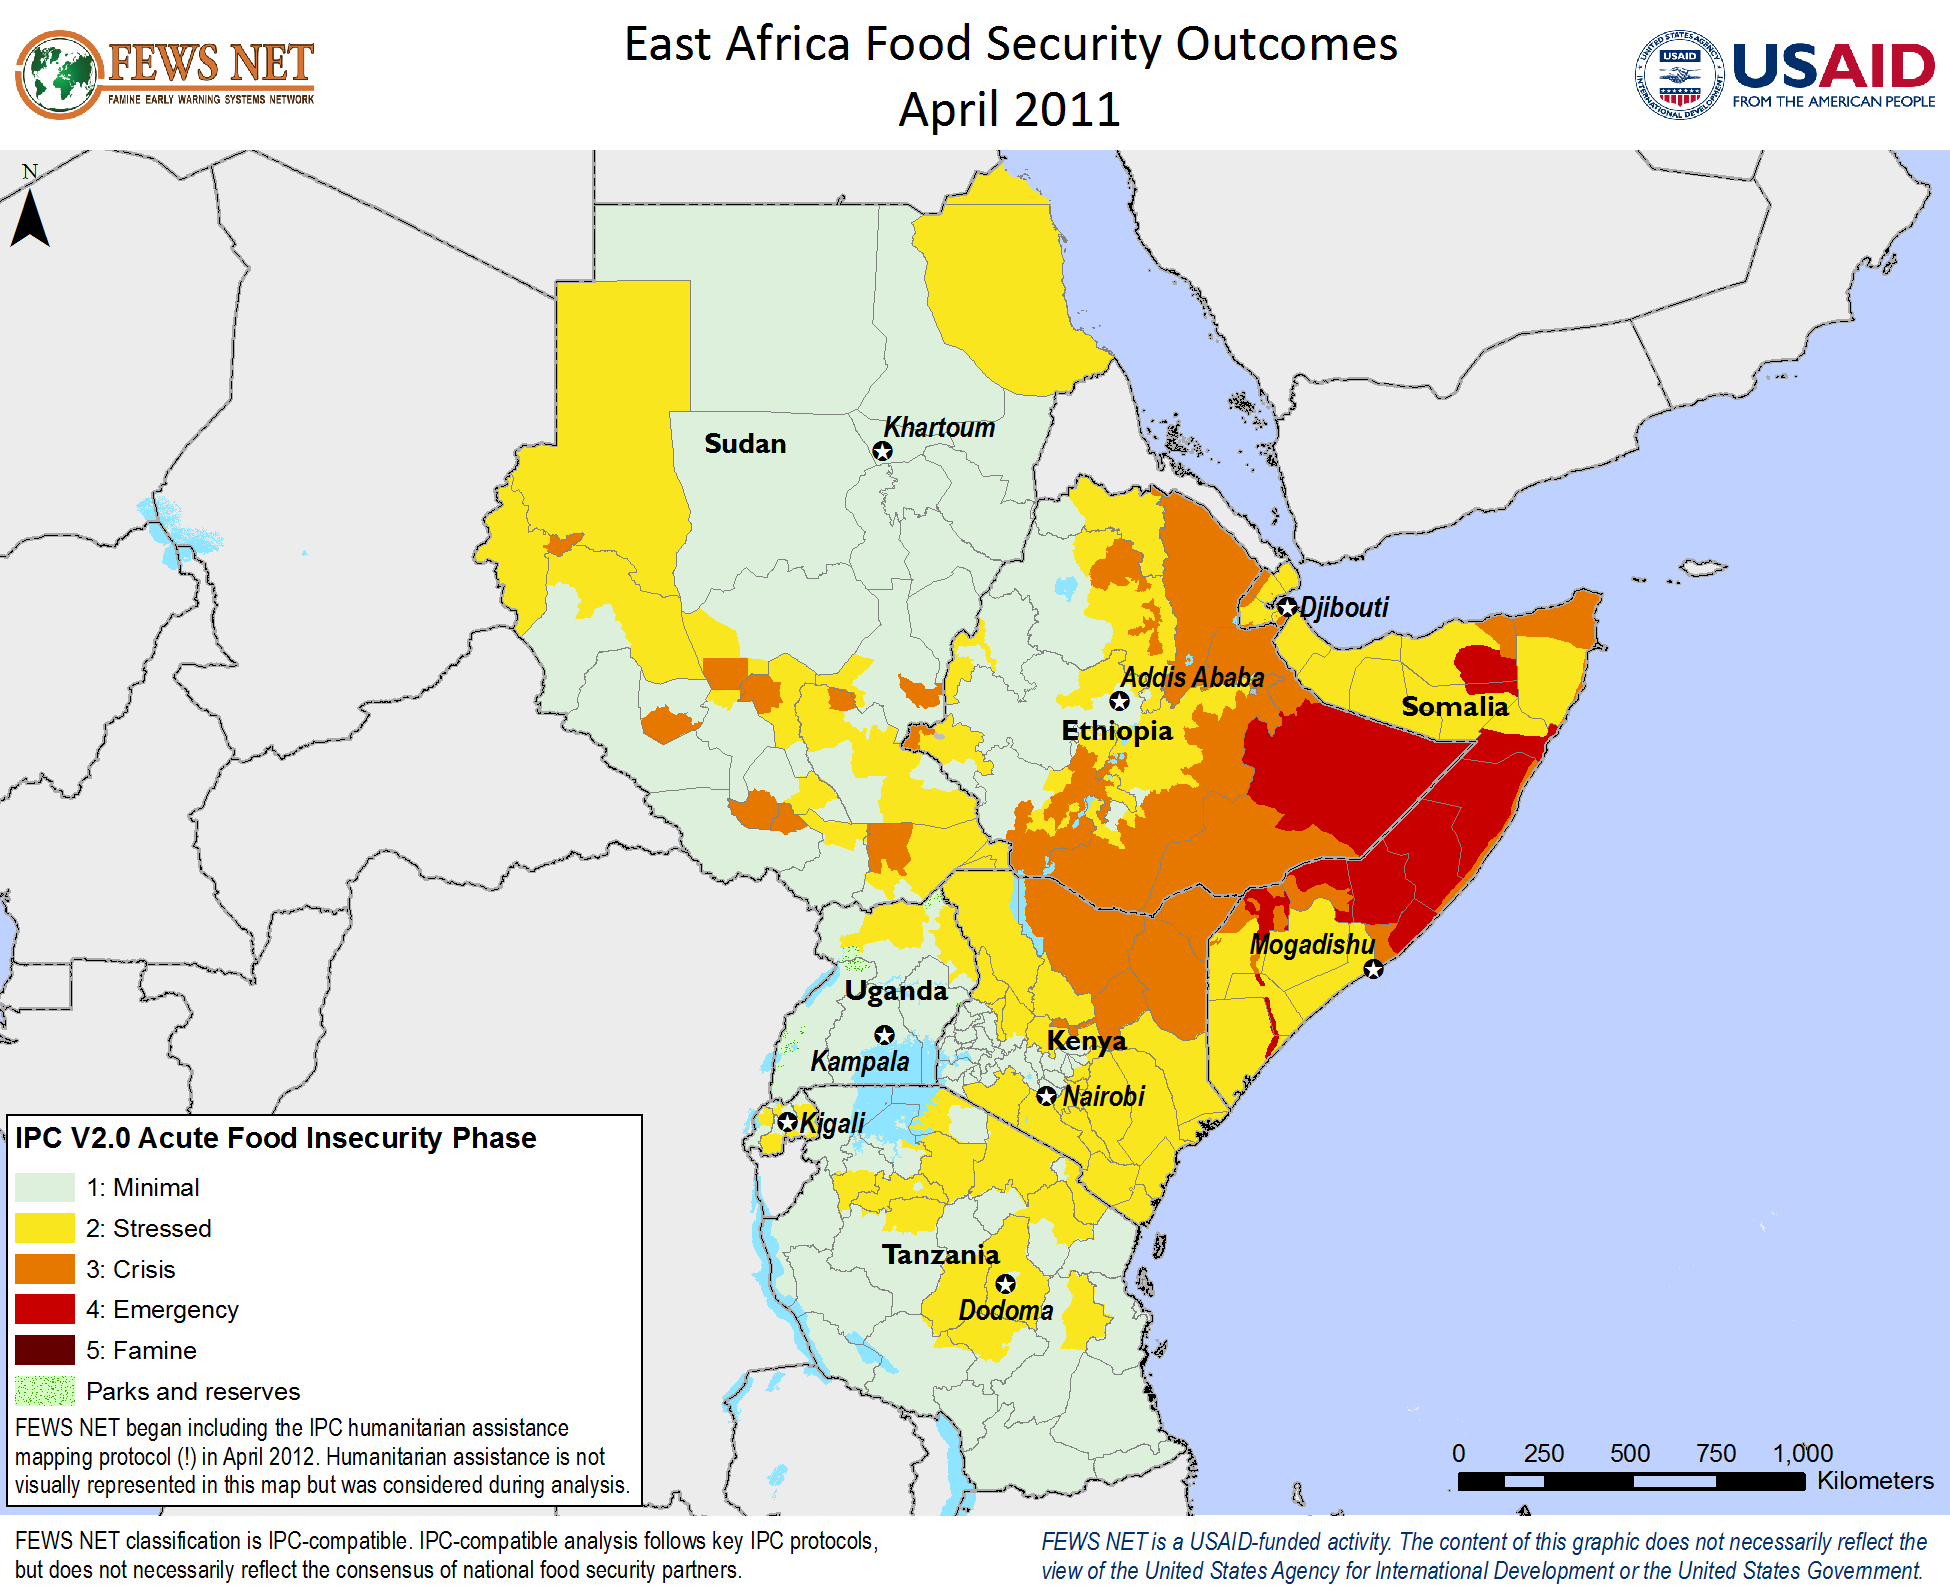 FEWS NET
FAMINE EARLY WARNING SYSTEMS NETWORK
East Africa Food Security Outcomes
April 2011
UNITED STATES AGENCY
USAID
INTERNATIONAL DEVELOPMENT
USAID
FROM THE AMERICAN PEOPLE
N
Khartoum
Sudan
Djibouti
Addis Ababa
Somalia
Ethiopia
Mogadishu
Uganda
Kenya
Kampala
Nairobi
Kigali
Tanzania
Dodoma
IPC V2.0 Acute Food Insecurity Phase
1: Minimal
2: Stressed
3: Crisis
4: Emergency
5: Famine
Parks and reserves
FEWS NET began including the IPC humanitarian assistance
mapping protocol (!) in April 2012. Humanitarian assistance is not
visually represented in this map but was considered during analysis.
0 250 500 750 1,000
Kilometers
FEWS NET classification is IPC-compatible. IPC-compatible analysis follows key IPC protocols,
but does not necessarily reflect the consensus of national food security partners.
FEWS NET is a USAID-funded activity. The content of this graphic does not necessarily reflect the
view of the United States Agency for International Development or the United States Government.